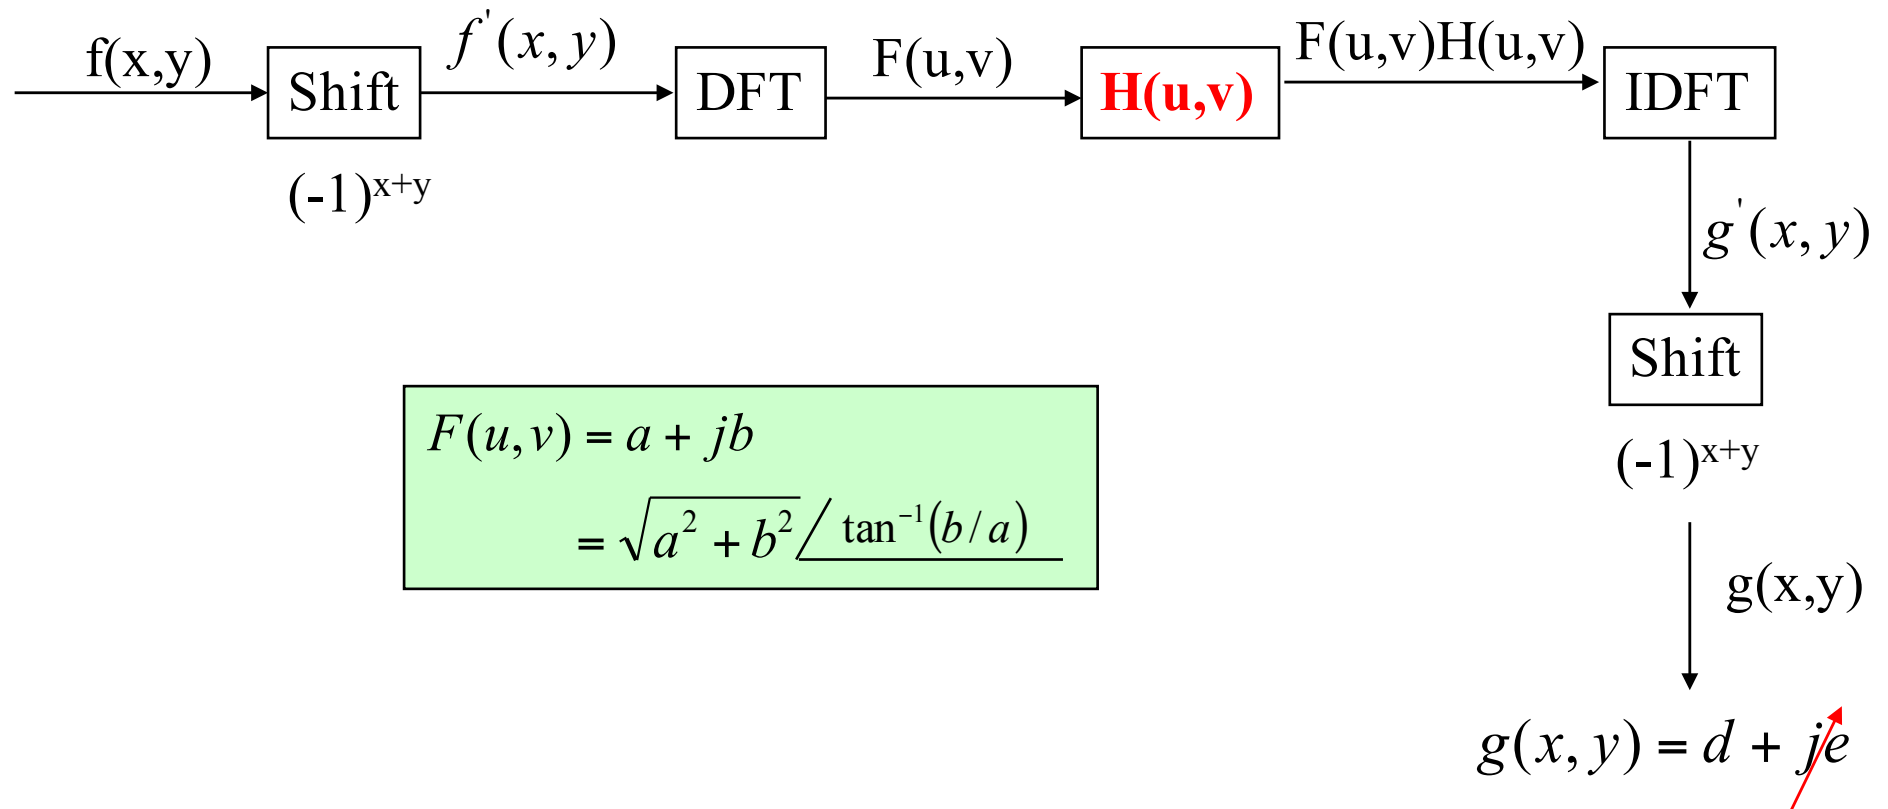 f(x,y)
Shift
(-1)^{x+y}
f'(x, y)
DFT
F(u,v)
H(u,v)
F(u,v)H(u,v)
IDFT
g'(x, y)
Shift
(-1)^{x+y}
g(x,y)
g(x, y) = d + je
F(u,v) = a + jb
= √(a² + b²) ∠ tan⁻¹(b/a)